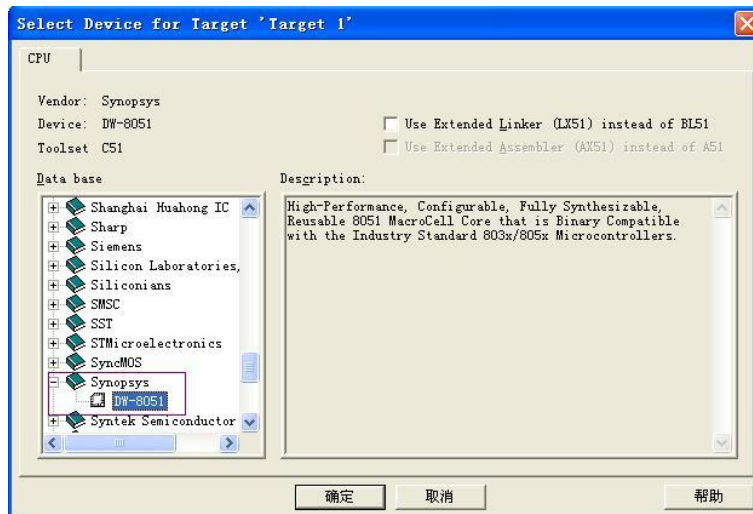 Select Device for Target 'Target 1'
CPU
Vendor: Synopsys
Device: DW-8051
Toolset C51
Use Extended Linker (LX51) instead of BL51
Use Extended Assembler (AX51) instead of A51
Data base
Shanghai Huahong IC
Sharp
Siemens
Silicon Laboratories,
Siliconians
SMSC
SST
STMicroelectronics
SyncMOS
Synopsys
DW-8051
Syntek Semiconductor
Description:
High-Performance, Configurable, Fully Synthesizable,
Reusable 8051 MacroCell Core that is Binary Compatible
with the Industry Standard 803x/805x Microcontrollers.
确定
取消
帮助